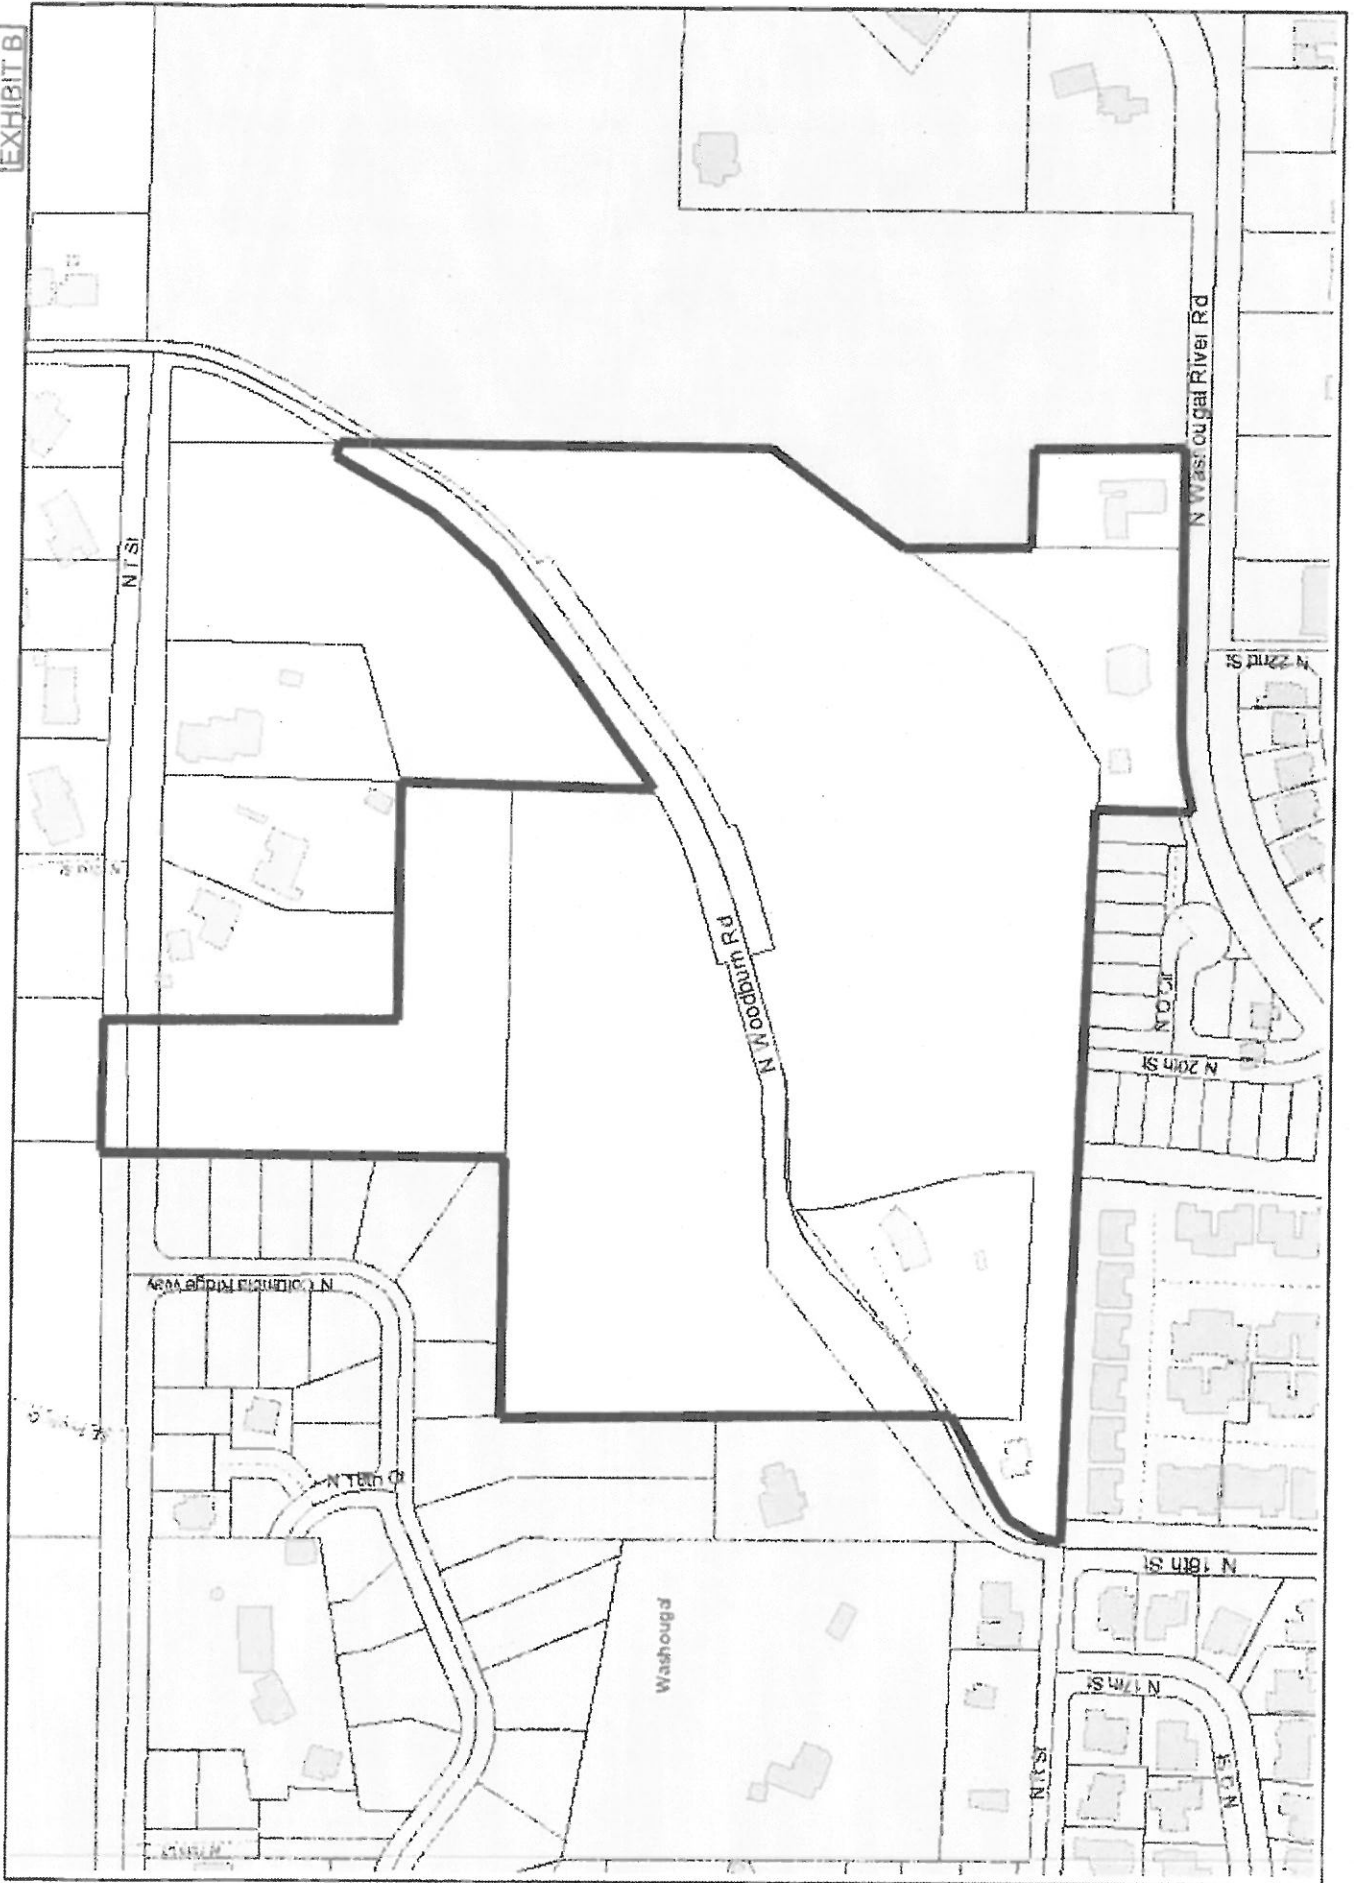 EXHIBIT B
N Washougal River Rd
N 22nd St
N Woodburn Rd
N Q Cir
N 20th St
N Columbia Ridge Way
Washougal
N 18th St
N 17th St
N R St